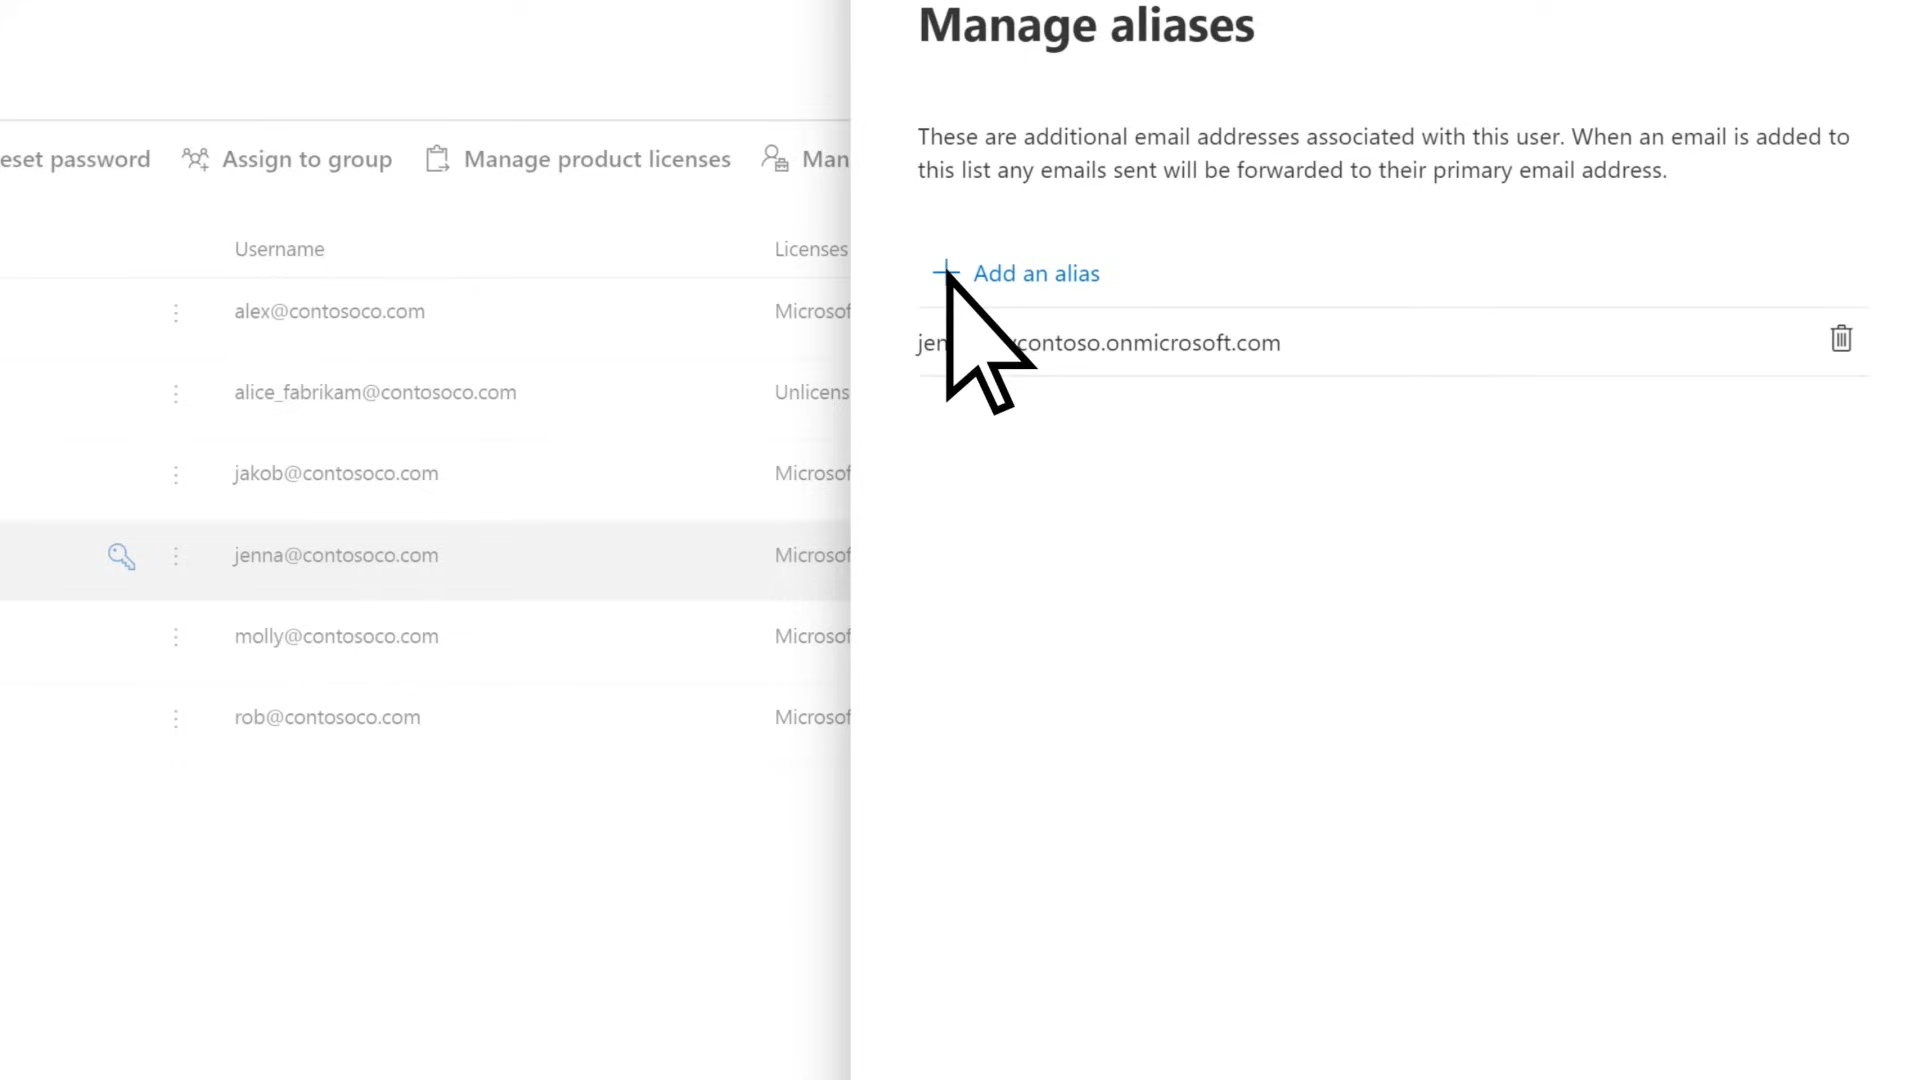 Manage aliases
These are additional email addresses associated with this user. When an email is added to
this list any emails sent will be forwarded to their primary email address.
Add an alias
contoso.onmicrosoft.com
eset password Assign to group Manage product licenses Man
Username Licenses
alex@contosoco.com Microsof
alice_fabrikam@contosoco.com Unlicens
jakob@contosoco.com Microsof
jenna@contosoco.com Microsof
molly@contosoco.com Microsof
rob@contosoco.com Microsof